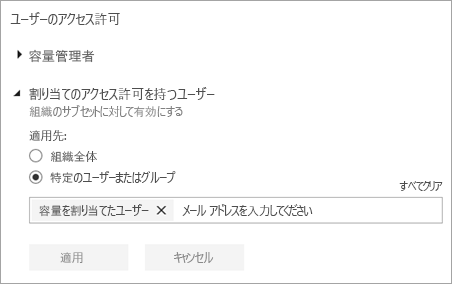 ユーザーのアクセス許可
容量管理者
割り当てのアクセス許可を持つユーザー
組織のサブセットに対して有効にする
適用先:
組織全体
特定のユーザーまたはグループ
すべてクリア
容量を割り当てたユーザー ✕ メール アドレスを入力してください
適用 キャンセル